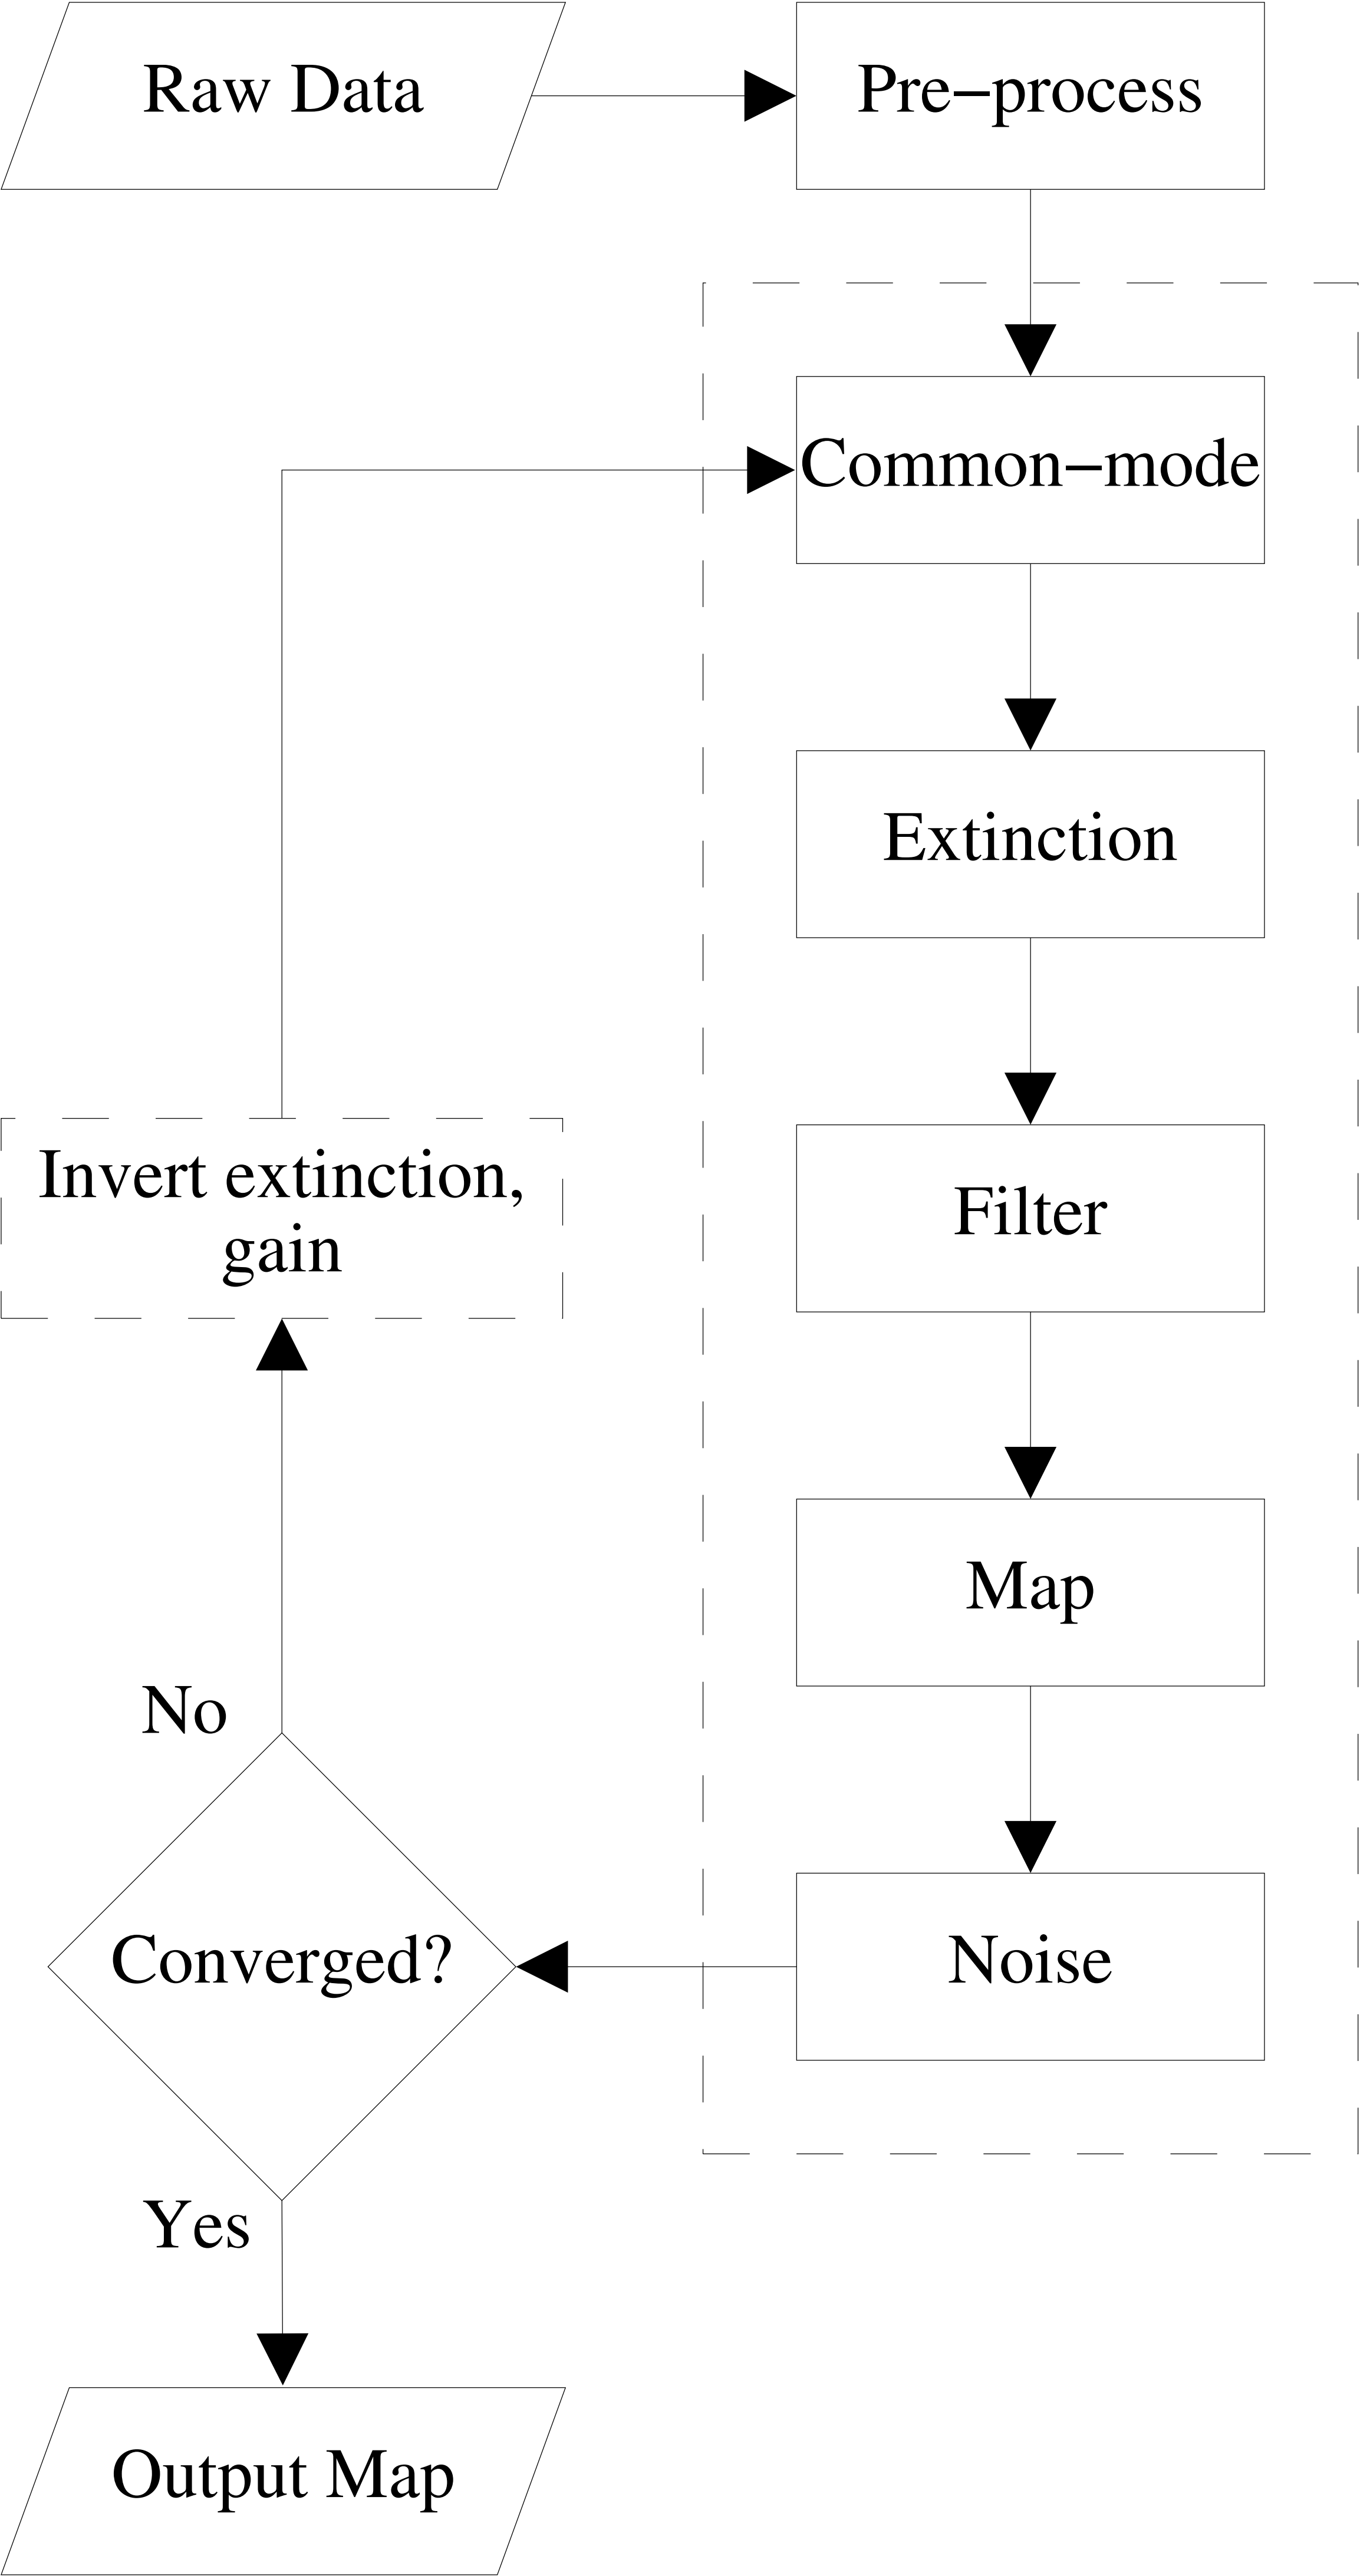 Raw Data
Pre−process
Common−mode
Extinction
Filter
Map
Noise
Converged?
No
Invert extinction,
gain
Yes
Output Map